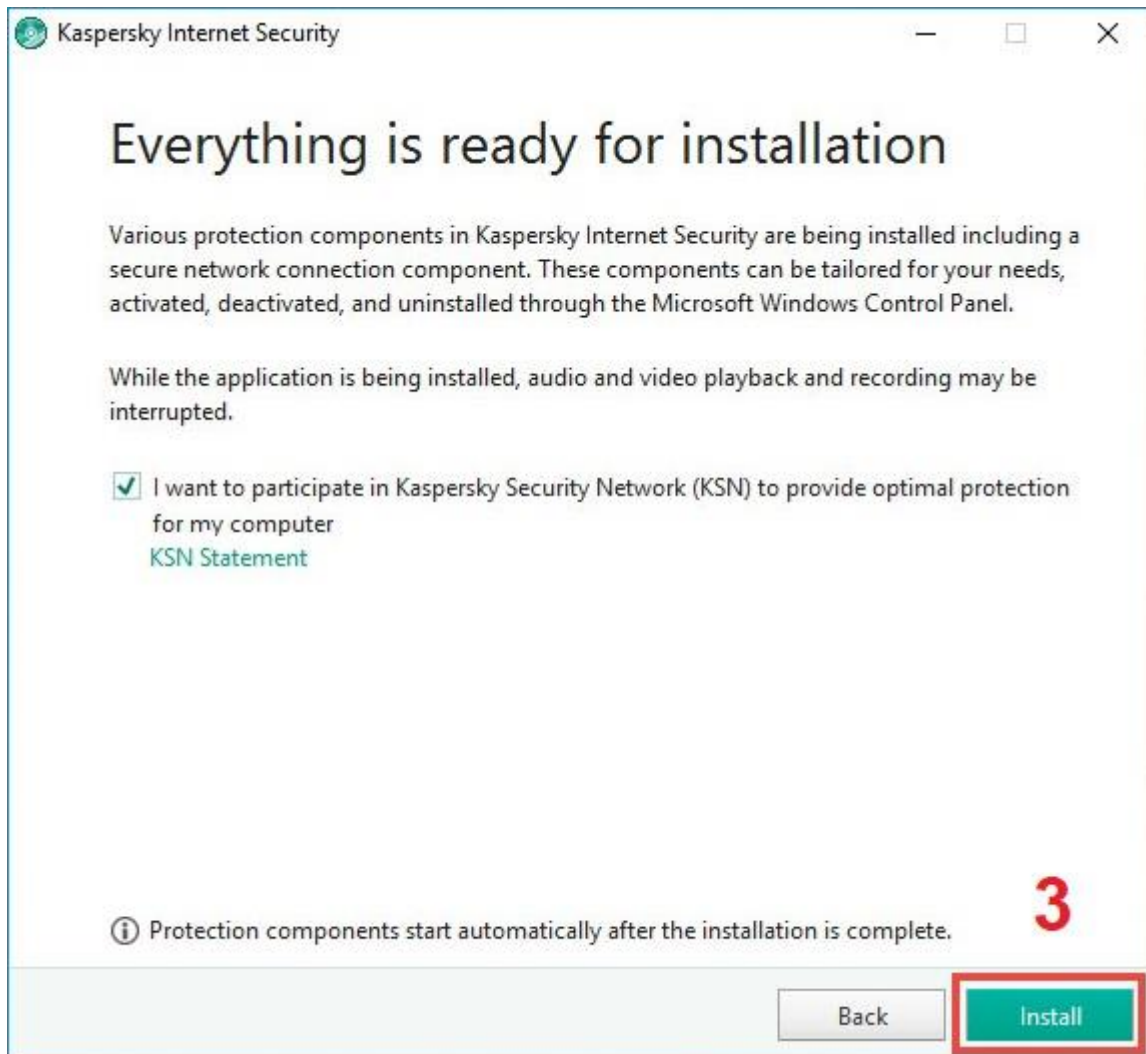 Kaspersky Internet Security
Everything is ready for installation
Various protection components in Kaspersky Internet Security are being installed including a
secure network connection component. These components can be tailored for your needs,
activated, deactivated, and uninstalled through the Microsoft Windows Control Panel.
While the application is being installed, audio and video playback and recording may be
interrupted.
I want to participate in Kaspersky Security Network (KSN) to provide optimal protection
for my computer
KSN Statement
3
Protection components start automatically after the installation is complete.
Back
Install